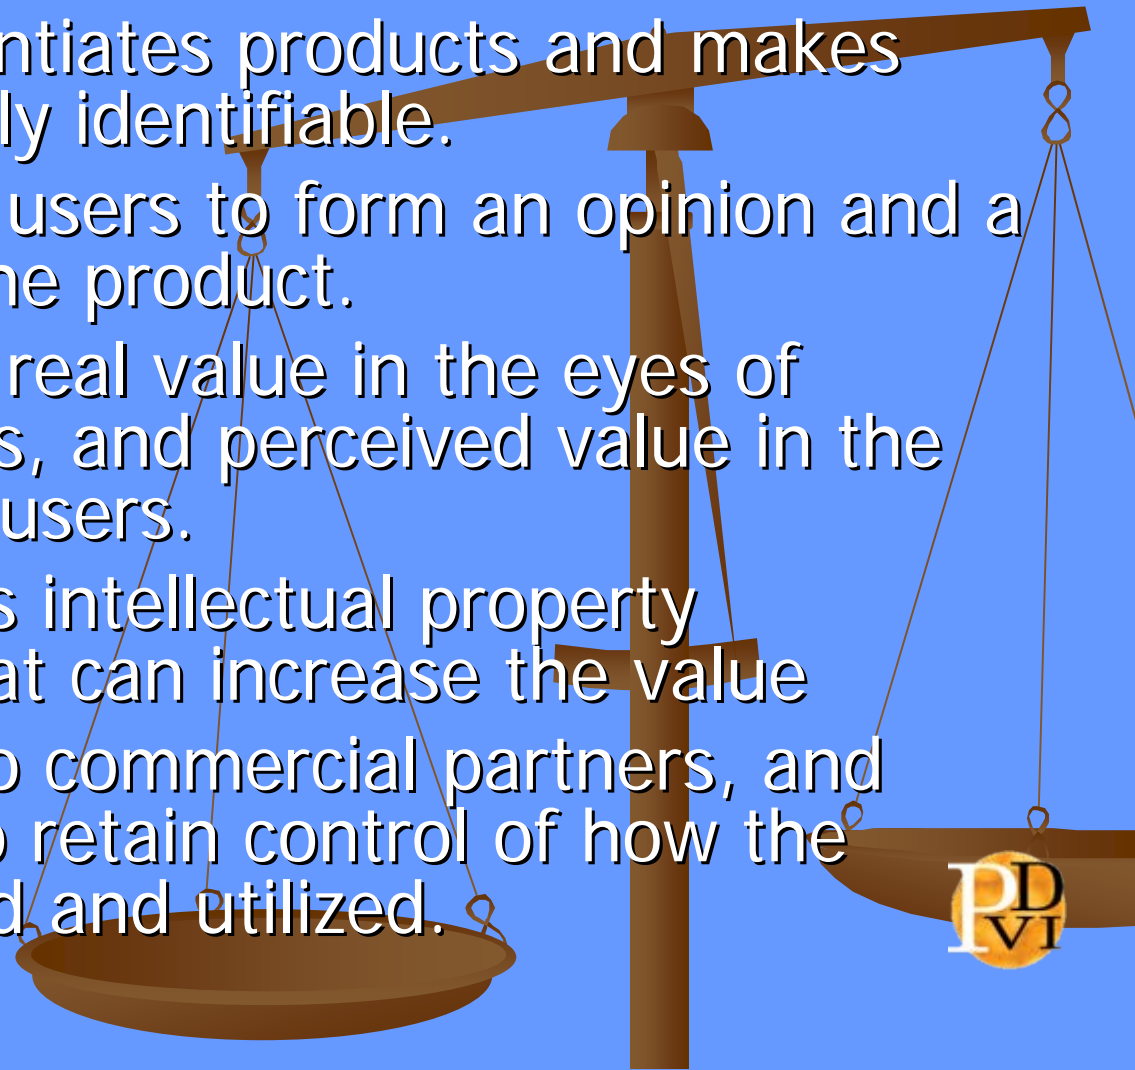 ntiates products and makes
ly identifiable.
users to form an opinion and a
he product.
real value in the eyes of
s, and perceived value in the
users.
s intellectual property
at can increase the value
o commercial partners, and
o retain control of how the
d and utilized.
PDVI